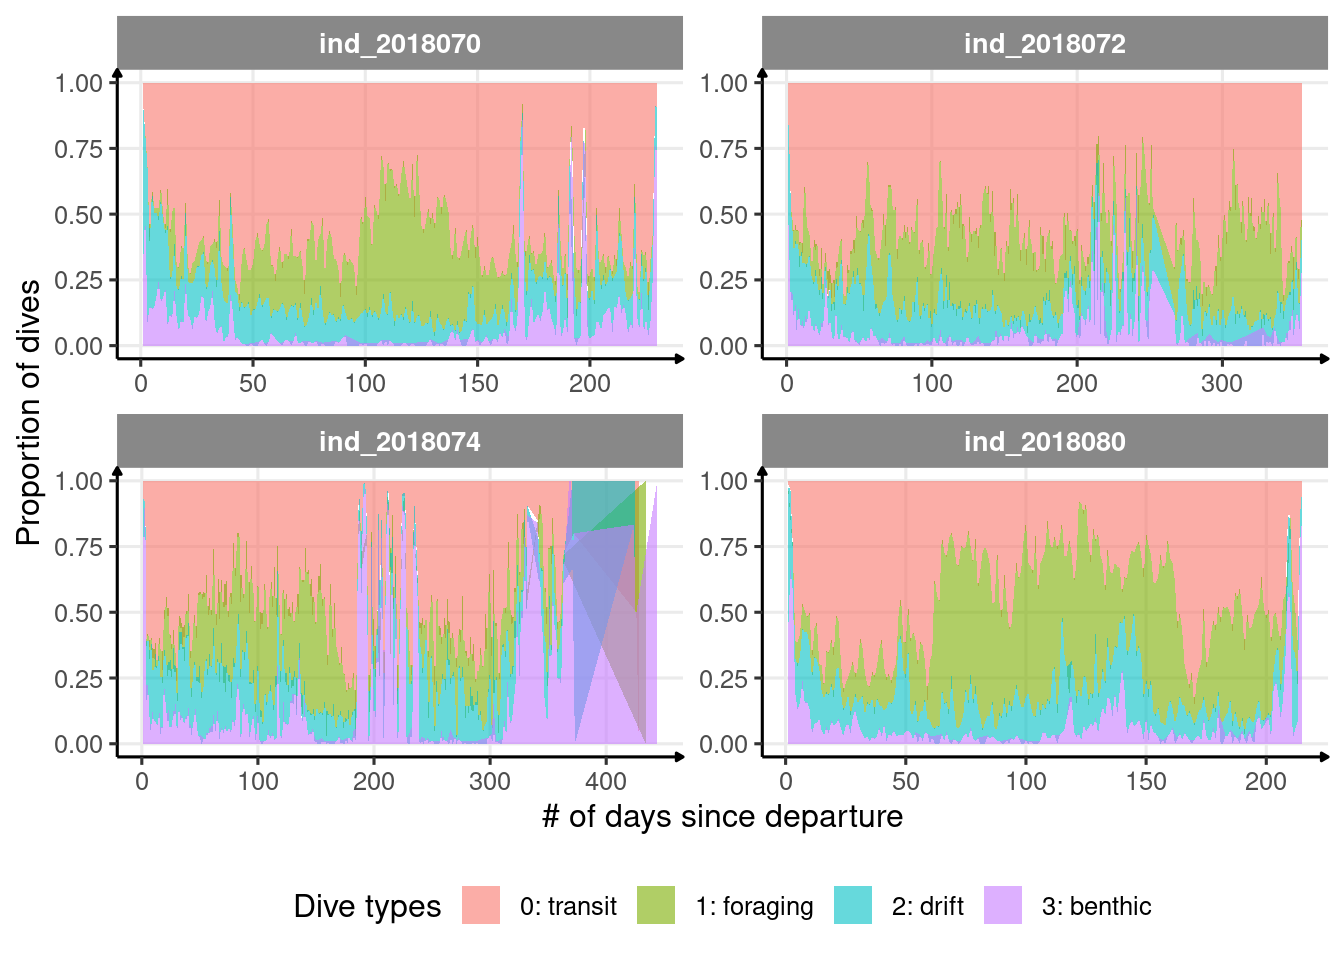 ind_2018070
ind_2018072
1.00
0.75
0.50
0.25
0.00
0 50 100 150 200
1.00
0.75
0.50
0.25
0.00
0 100 200 300
Proportion of dives
ind_2018074
ind_2018080
1.00
0.75
0.50
0.25
0.00
0 100 200 300 400
1.00
0.75
0.50
0.25
0.00
0 50 100 150 200
# of days since departure
Dive types 0: transit 1: foraging 2: drift 3: benthic